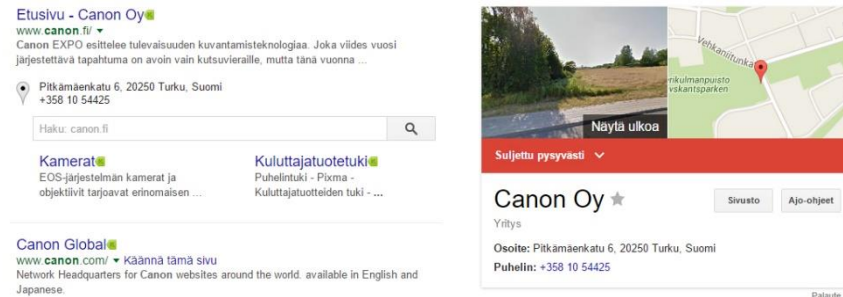 Etusivu - Canon Oy
www.canon.fi/
Canon EXPO esittelee tulevaisuuden kuvantamisteknologiaa. Joka viides vuosi
järjestettävä tapahtuma on avoin vain kutsuvieraille, mutta tänä vuonna ...
Pitkämäenkatu 6, 20250 Turku, Suomi
+358 10 54425
Haku: canon.fi
Kamerat
EOS-järjestelmän kamerat ja
objektiivit tarjoavat erinomaisen ...
Kuluttajatuotetuki
Puhelintuki - Pixma -
Kuluttajatuotteiden tuki - ...
Canon Global
www.canon.com/ Käännä tämä sivu
Network Headquarters for Canon websites around the world. available in English and
Japanese.
Näytä ulkoa
Vehkaniitunka
rikulmanpuisto
vskantsparken
Suljettu pysyvästi
Canon Oy
Sivusto
Ajo-ohjeet
Yritys
Osoite: Pitkämäenkatu 6, 20250 Turku, Suomi
Puhelin: +358 10 54425
Palaute